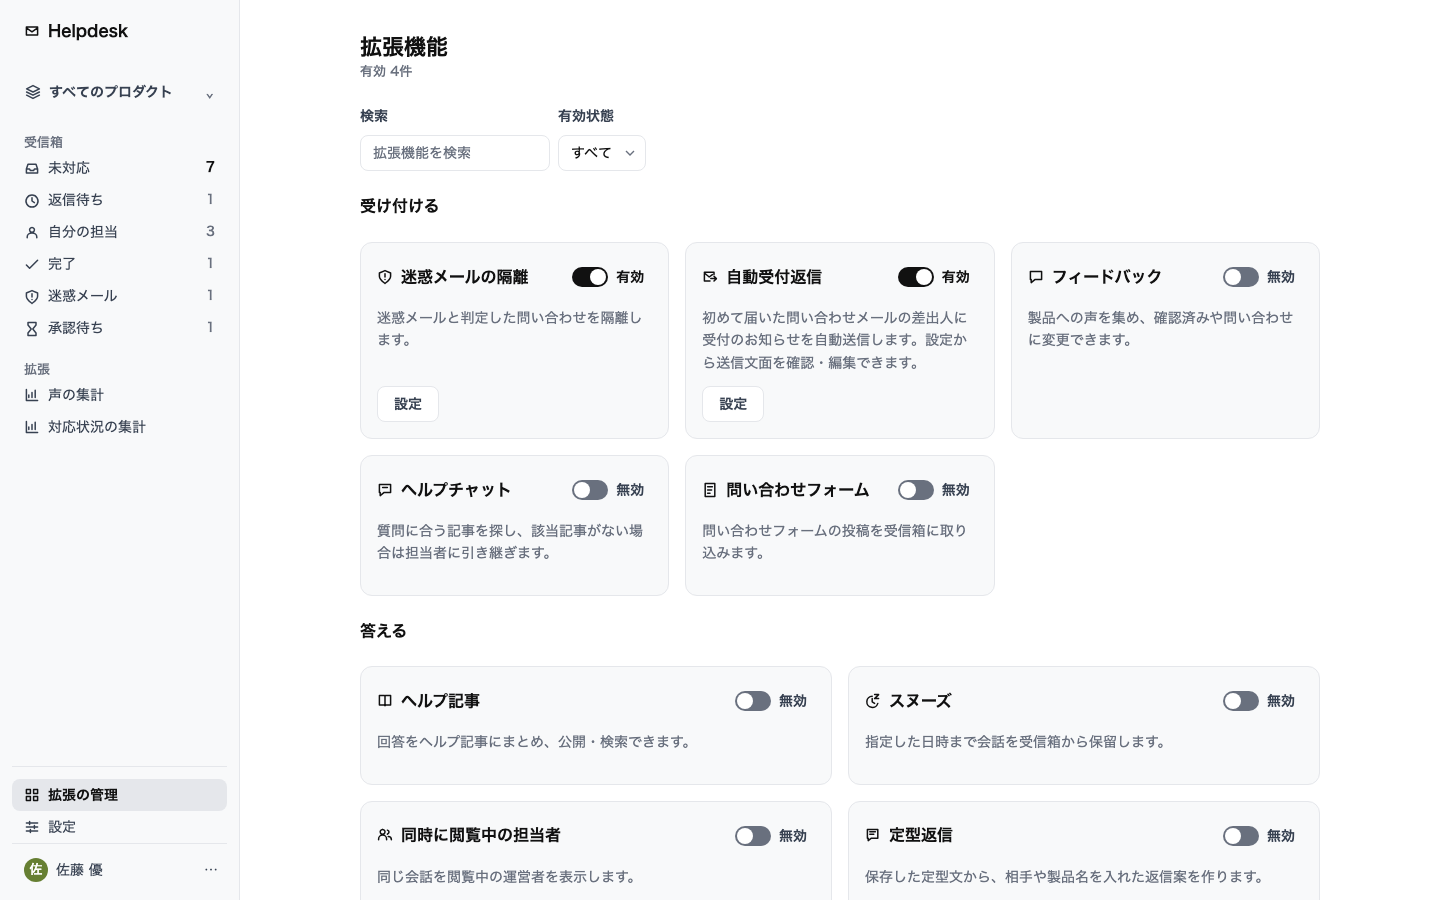 Helpdesk
すべてのプロダクト
受信箱
未対応 7
返信待ち 1
自分の担当 3
完了 1
迷惑メール 1
承認待ち 1
拡張
声の集計
対応状況の集計
拡張の管理
設定
佐 佐藤 優 …
拡張機能
有効 4件
検索 有効状態
拡張機能を検索 すべて
受け付ける
迷惑メールの隔離 有効
迷惑メールと判定した問い合わせを隔離し
ます。
設定
自動受付返信 有効
初めて届いた問い合わせメールの差出人に
受付のお知らせを自動送信します。設定か
ら送信文面を確認・編集できます。
設定
フィードバック 無効
製品への声を集め、確認済みや問い合わせ
に変更できます。
ヘルプチャット 無効
質問に合う記事を探し、該当記事がない場
合は担当者に引き継ぎます。
問い合わせフォーム 無効
問い合わせフォームの投稿を受信箱に取り
込みます。
答える
ヘルプ記事 無効
回答をヘルプ記事にまとめ、公開・検索できます。
スヌーズ 無効
指定した日時まで会話を受信箱から保留します。
同時に閲覧中の担当者 無効
同じ会話を閲覧中の運営者を表示します。
定型返信 無効
保存した定型文から、相手や製品名を入れた返信案を作ります。